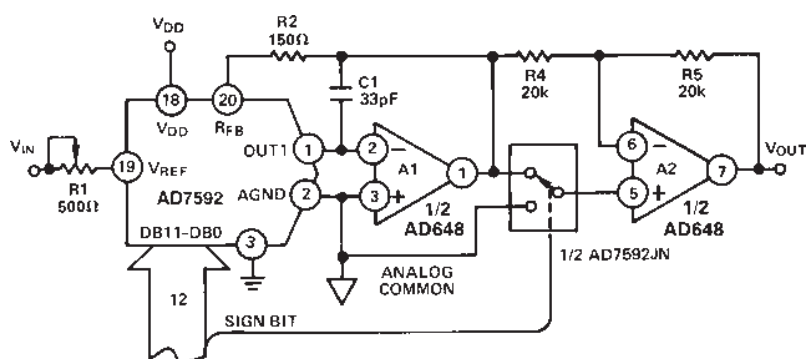 VDD
R2
150Ω
R4
20k
R5
20k
C1
33pF
18
20
VDD
RFB
VIN
R1
500Ω
19
VREF
AD7592
OUT1
1
2
−
A1
1
AGND
2
3
+
1/2
AD648
6
−
A2
7
VOUT
5
+
1/2
AD648
DB11–DB0
3
1/2 AD7592JN
ANALOG
COMMON
12
SIGN BIT